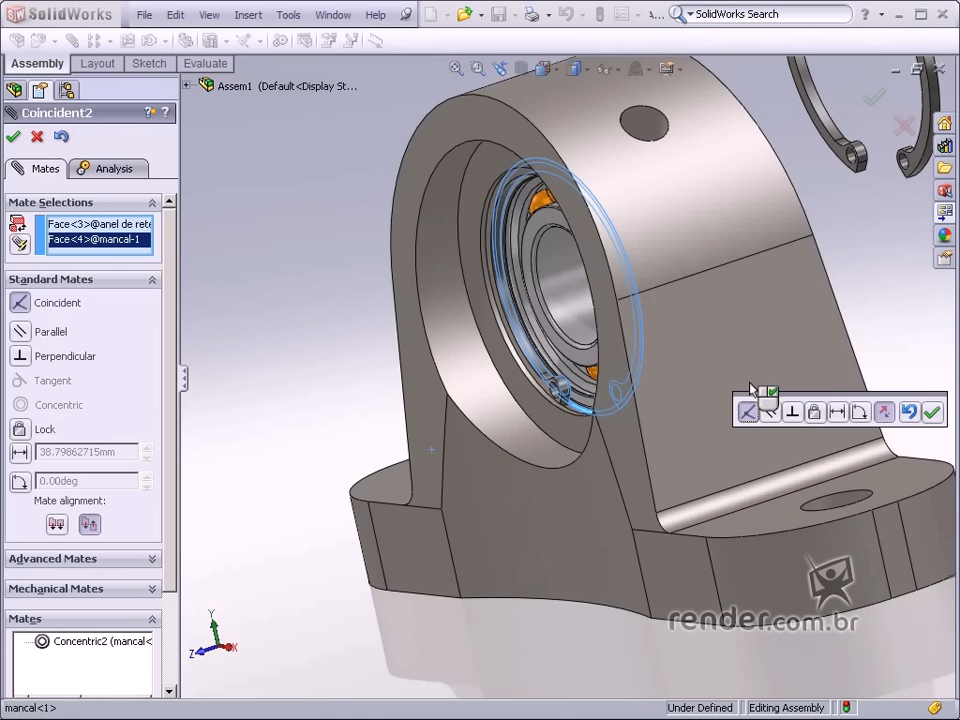 SolidWorks
File Edit View Insert Tools Window Help
A...
SolidWorks Search
Assembly Layout Sketch Evaluate
Assem1 (Default<Display St...
Coincident2
Mates Analysis
Mate Selections
Face<3>@anel de rete
Face<4>@mancal-1
Standard Mates
Coincident
Parallel
Perpendicular
Tangent
Concentric
Lock
38.79862715mm
0.00deg
Mate alignment:
Advanced Mates
Mechanical Mates
Mates
Concentric2 (mancal<
Y
Z
X
render.com.br
mancal<1>
Under Defined Editing Assembly